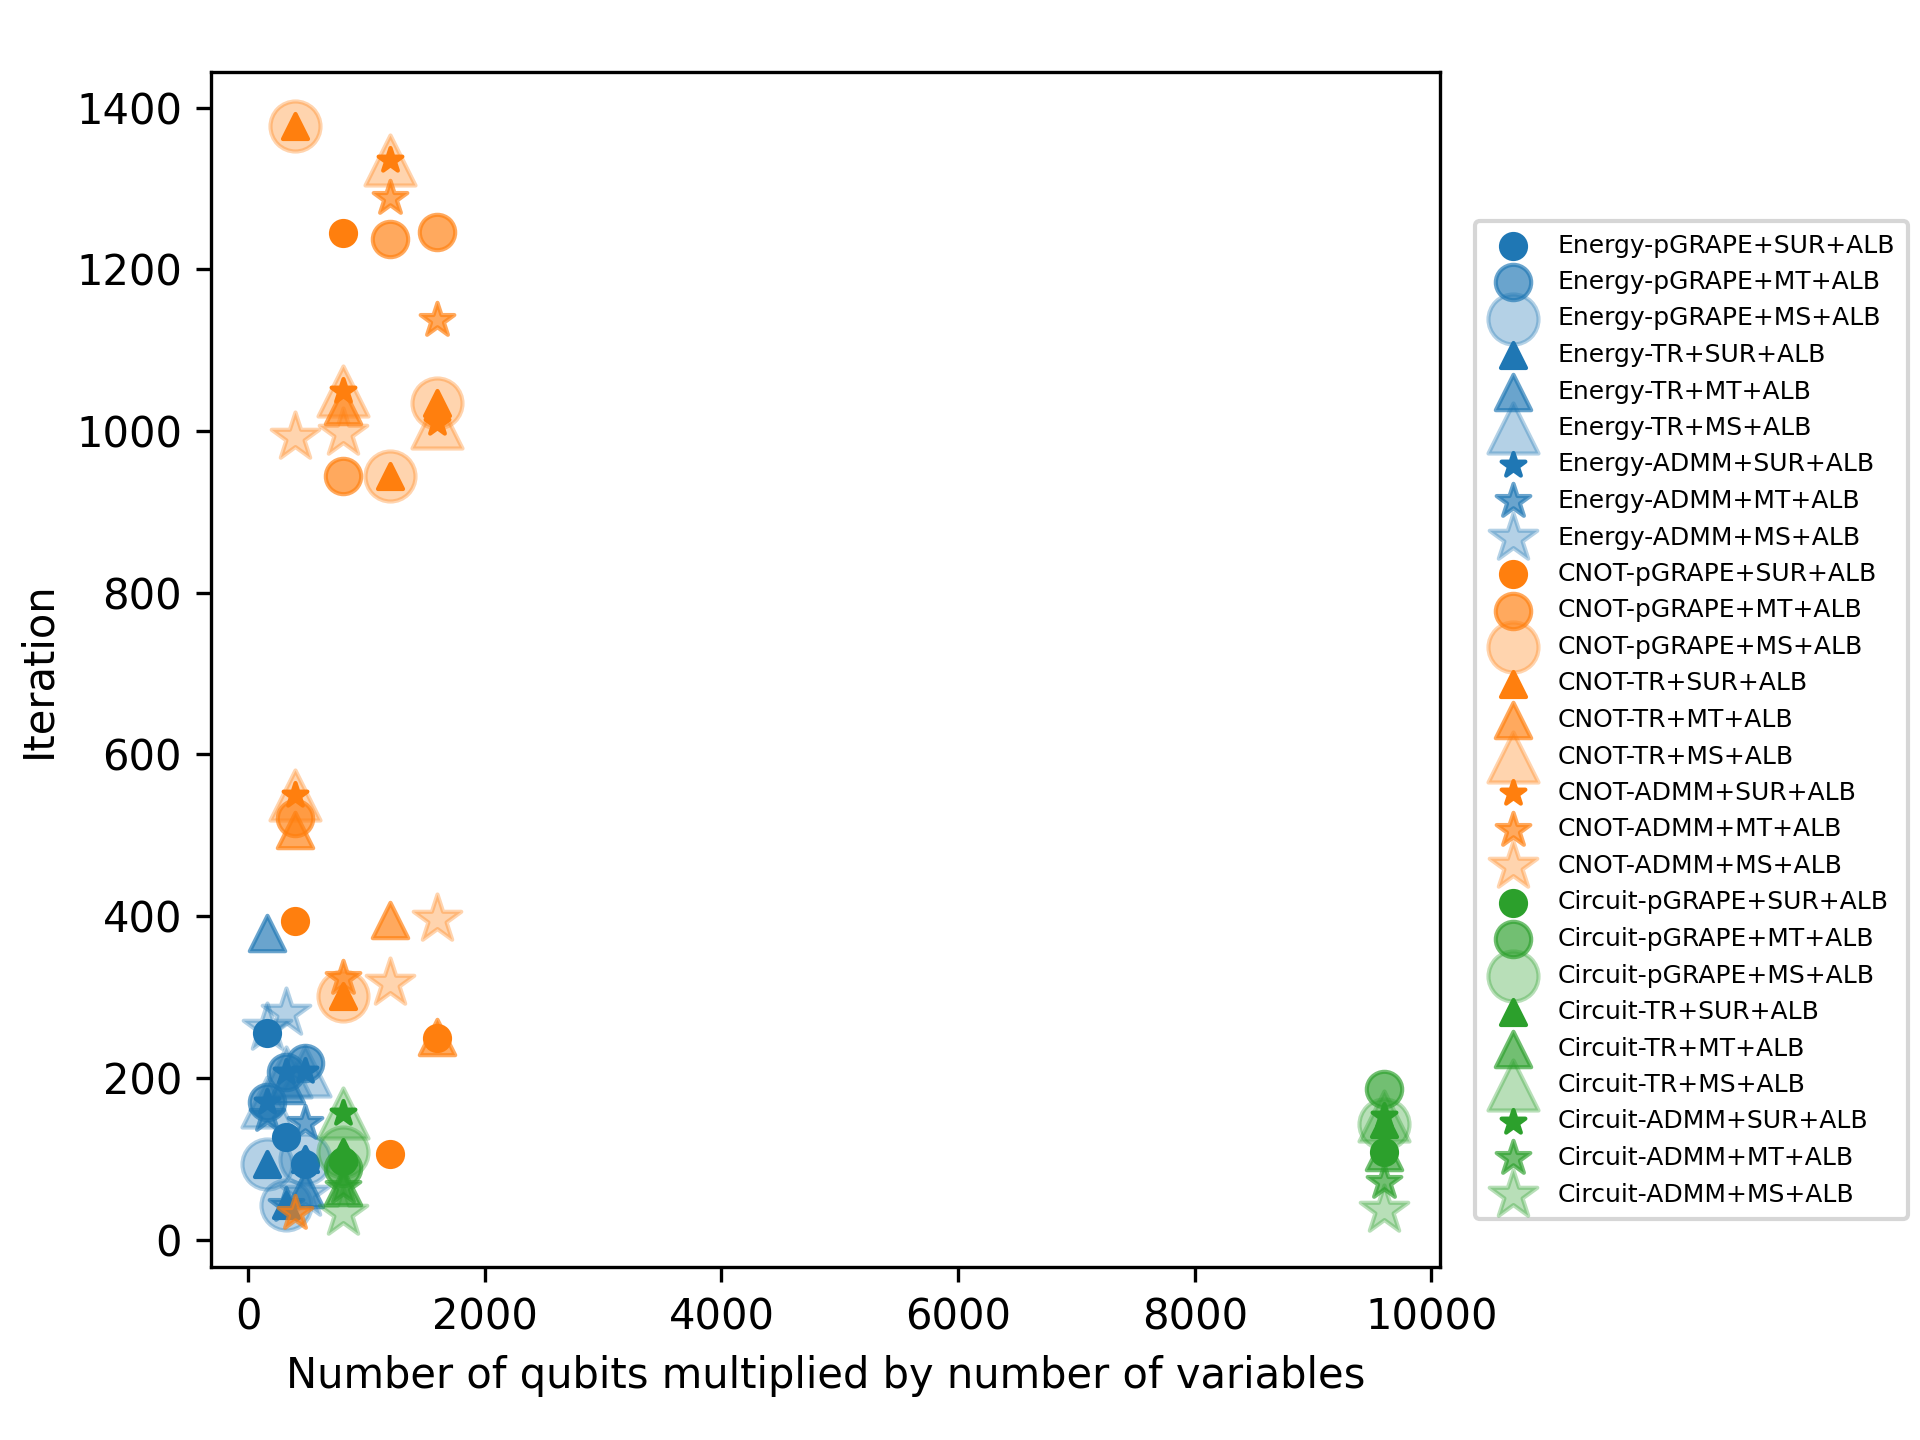 1400
1200
1000
800
600
400
200
0
Iteration
0 2000 4000 6000 8000 10000
Number of qubits multiplied by number of variables
Energy-pGRAPE+SUR+ALB
Energy-pGRAPE+MT+ALB
Energy-pGRAPE+MS+ALB
Energy-TR+SUR+ALB
Energy-TR+MT+ALB
Energy-TR+MS+ALB
Energy-ADMM+SUR+ALB
Energy-ADMM+MT+ALB
Energy-ADMM+MS+ALB
CNOT-pGRAPE+SUR+ALB
CNOT-pGRAPE+MT+ALB
CNOT-pGRAPE+MS+ALB
CNOT-TR+SUR+ALB
CNOT-TR+MT+ALB
CNOT-TR+MS+ALB
CNOT-ADMM+SUR+ALB
CNOT-ADMM+MT+ALB
CNOT-ADMM+MS+ALB
Circuit-pGRAPE+SUR+ALB
Circuit-pGRAPE+MT+ALB
Circuit-pGRAPE+MS+ALB
Circuit-TR+SUR+ALB
Circuit-TR+MT+ALB
Circuit-TR+MS+ALB
Circuit-ADMM+SUR+ALB
Circuit-ADMM+MT+ALB
Circuit-ADMM+MS+ALB